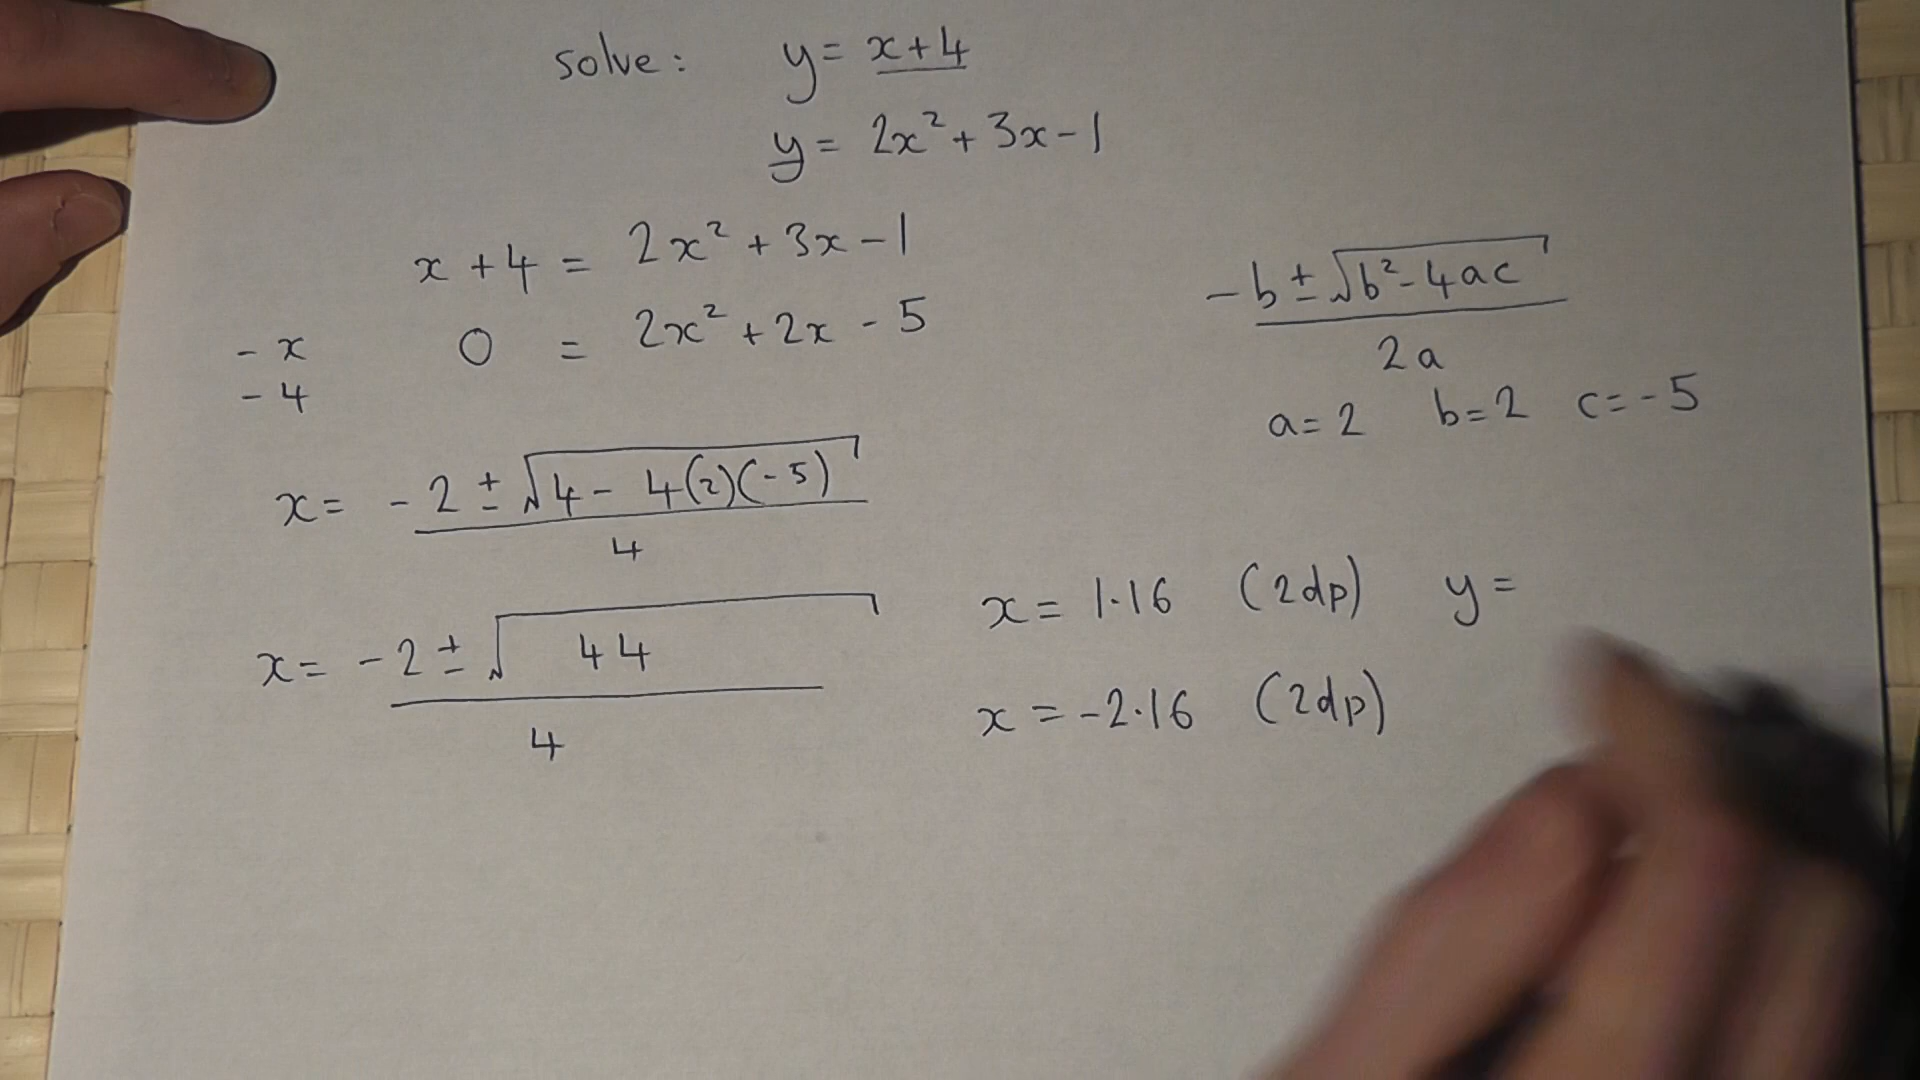 solve: y = x+4
y = 2x² + 3x - 1
x + 4 = 2x² + 3x - 1
- x 0 = 2x² + 2x - 5
- 4
-b ± √b² - 4ac
2a
a = 2 b = 2 c = -5
x = -2 ± √4 - 4(2)(-5)
4
x = -2 ± √44
4
x = 1·16 (2dp) y =
x = -2·16 (2dp)